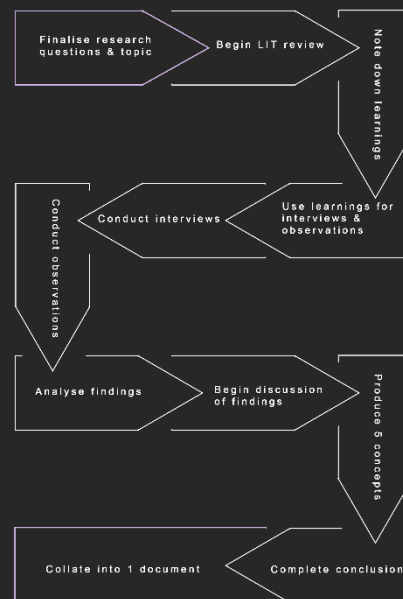 Finalise research
questions & topic
Begin LIT review
Note down learnings
Use learnings for
interviews &
observations
Conduct interviews
Conduct observations
Analyse findings
Begin discussion
of findings
Produce 5 concepts
Complete conclusion
Collate into 1 document